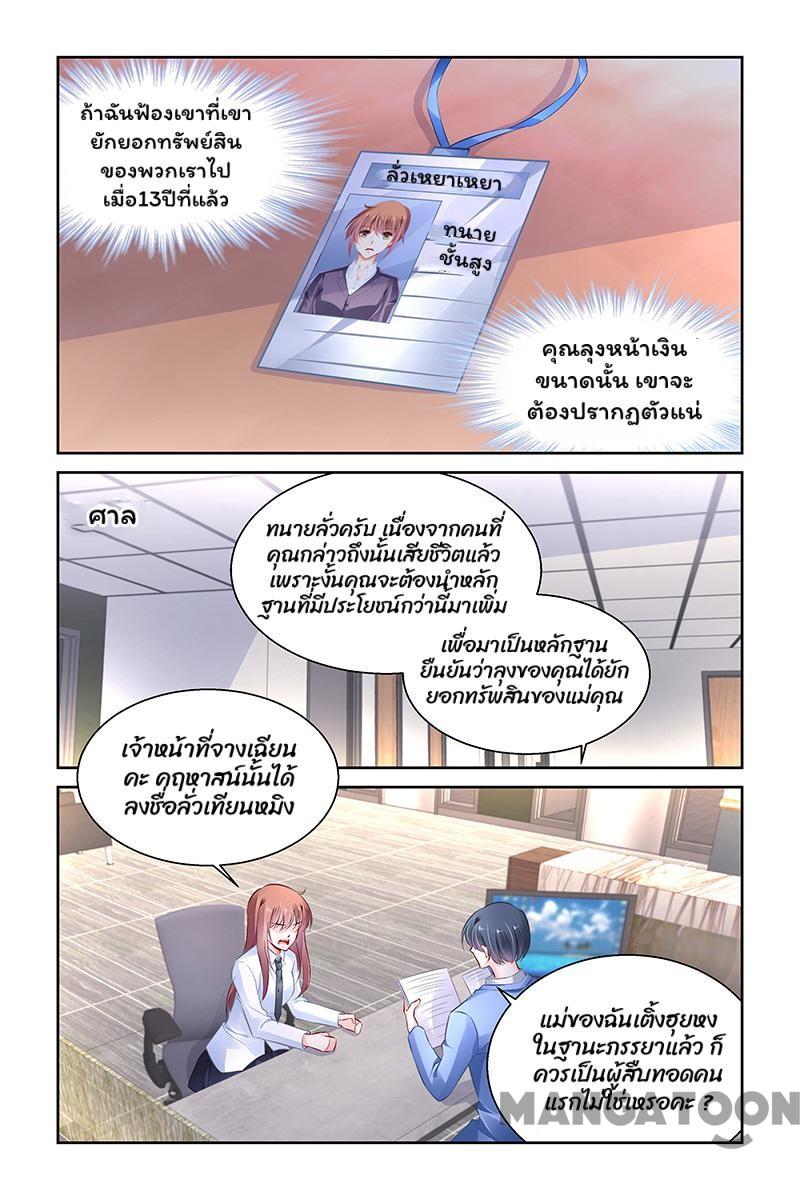 ถ้าฉันฟ้องเขาที่เขา
ยักยอกทรัพย์สิน
ของพวกเราไป
เมื่อ13ปีที่แล้ว
ลั่วเหยาเหยา
ทนาย
ชั้นสูง
คุณลุงหน้าเงิน
ขนาดนั้น เขาจะ
ต้องปรากฏตัวแน่
ศาล
ทนายลั่วครับ เนื่องจากคนที่
คุณกล่าวถึงนั้นเสียชีวิตแล้ว
เพราะงั้นคุณจะต้องนำหลัก
ฐานที่มีประโยชน์กว่านี้มาเพิ่ม
เพื่อมาเป็นหลักฐาน
ยืนยันว่าลุงของคุณได้ยัก
ยอกทรัพสินของแม่คุณ
เจ้าหน้าที่จางเฉียน
คะ คฤหาสน์นั้นได้
ลงชื่อลั่วเทียนหมิง
แม่ของฉันเติ้งฮุยหง
ในฐานะภรรยาแล้ว ก็
ควรเป็นผู้สืบทอดคน
แรกไม่ใช่เหรอคะ ?
MANGATOON